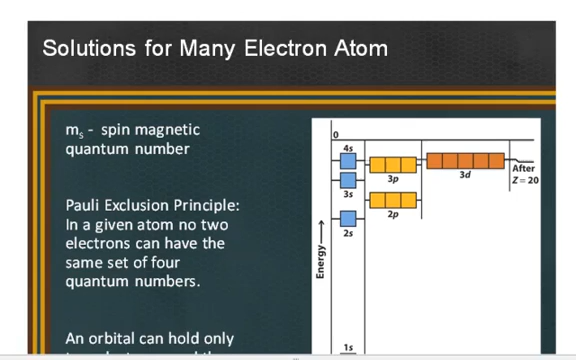 Solutions for Many Electron Atom
ms - spin magnetic
quantum number
Pauli Exclusion Principle:
In a given atom no two
electrons can have the
same set of four
quantum numbers.
An orbital can hold only
0
4s
3s
2s
1s
3p
2p
3d
After
Z = 20
Energy